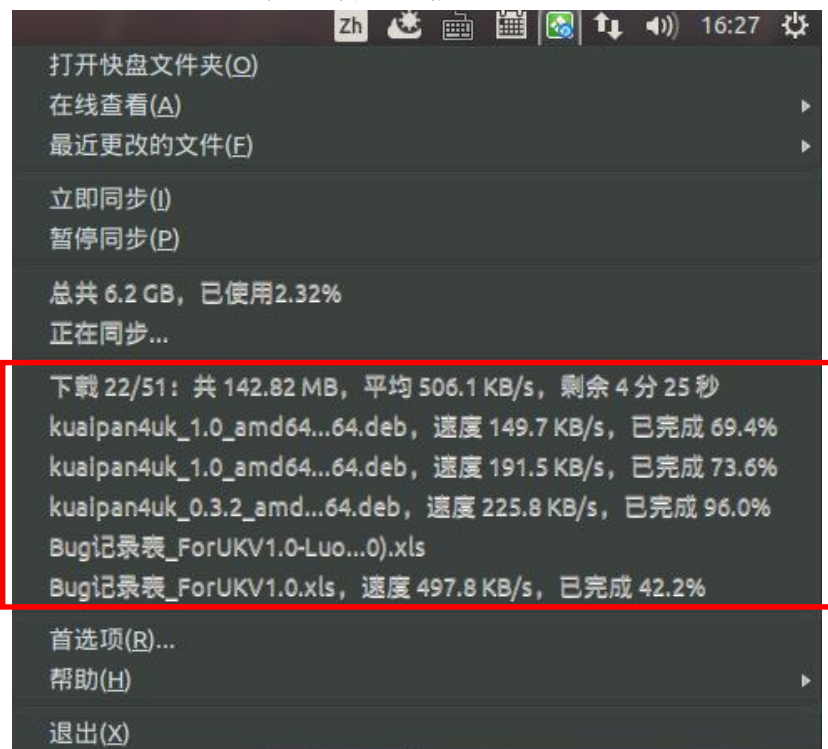 Zh 16:27
打开快盘文件夹(O)
在线查看(A)
最近更改的文件(F)
立即同步(I)
暂停同步(P)
总共 6.2 GB，已使用2.32%
正在同步...
下载 22/51：共 142.82 MB，平均 506.1 KB/s，剩余 4 分 25 秒
kuaipan4uk_1.0_amd64...64.deb，速度 149.7 KB/s，已完成 69.4%
kuaipan4uk_1.0_amd64...64.deb，速度 191.5 KB/s，已完成 73.6%
kuaipan4uk_0.3.2_amd...64.deb，速度 225.8 KB/s，已完成 96.0%
Bug记录表_ForUKV1.0-Luo...0).xls
Bug记录表_ForUKV1.0.xls，速度 497.8 KB/s，已完成 42.2%
首选项(R)...
帮助(H)
退出(X)